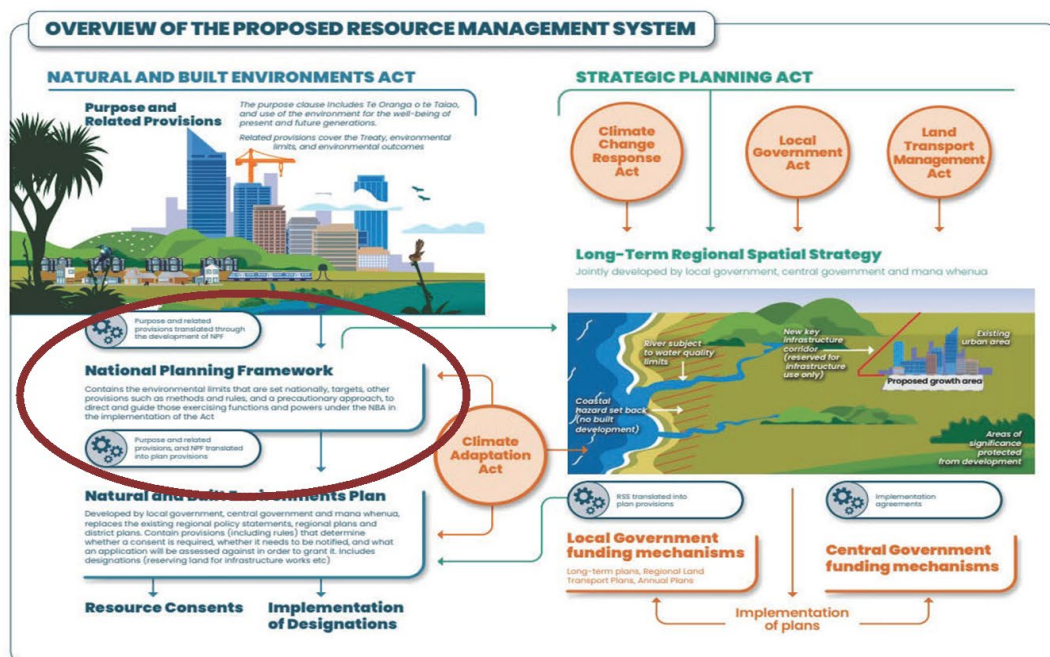 OVERVIEW OF THE PROPOSED RESOURCE MANAGEMENT SYSTEM
NATURAL AND BUILT ENVIRONMENTS ACT
Purpose and
Related Provisions
The purpose clause includes Te Oranga o te Taiao,
and use of the environment for the well-being of
present and future generations.
Related provisions cover the Treaty, environmental
limits, and environmental outcomes
Purpose and related
provisions translated through
the development of NPF
National Planning Framework
Contains the environmental limits that are set nationally, targets, other
provisions such as methods and rules, and a precautionary approach, to
direct and guide those exercising functions and powers under the NBA in
the implementation of the Act
Purpose and related
provisions, and NPF translated
into plan provisions
Natural and Built Environments Plan
Developed by local government, central government and mana whenua,
replaces the existing regional policy statements, regional plans and
district plans. Contain provisions (including rules) that determine
whether a consent is required, whether it needs to be notified, and what
an application will be assessed against in order to grant it. Includes
designations (reserving land for infrastructure works etc)
Resource Consents
Implementation
of Designations
Climate
Adaptation
Act
STRATEGIC PLANNING ACT
Climate
Change
Response
Act
Local
Government
Act
Land
Transport
Management
Act
Long-Term Regional Spatial Strategy
Jointly developed by local government, central government and mana whenua
River subject
to water quality
limits
New key
infrastructure
corridor
(reserved for
infrastructure
use only)
Existing
urban area
Proposed growth area
Coastal
hazard set back
(no built
development)
Areas of
significance
protected
from development
RSS translated into
plan provisions
Implementation
agreements
Local Government
funding mechanisms
Long-term plans, Regional Land
Transport Plans, Annual Plans
Central Government
funding mechanisms
Implementation
of plans